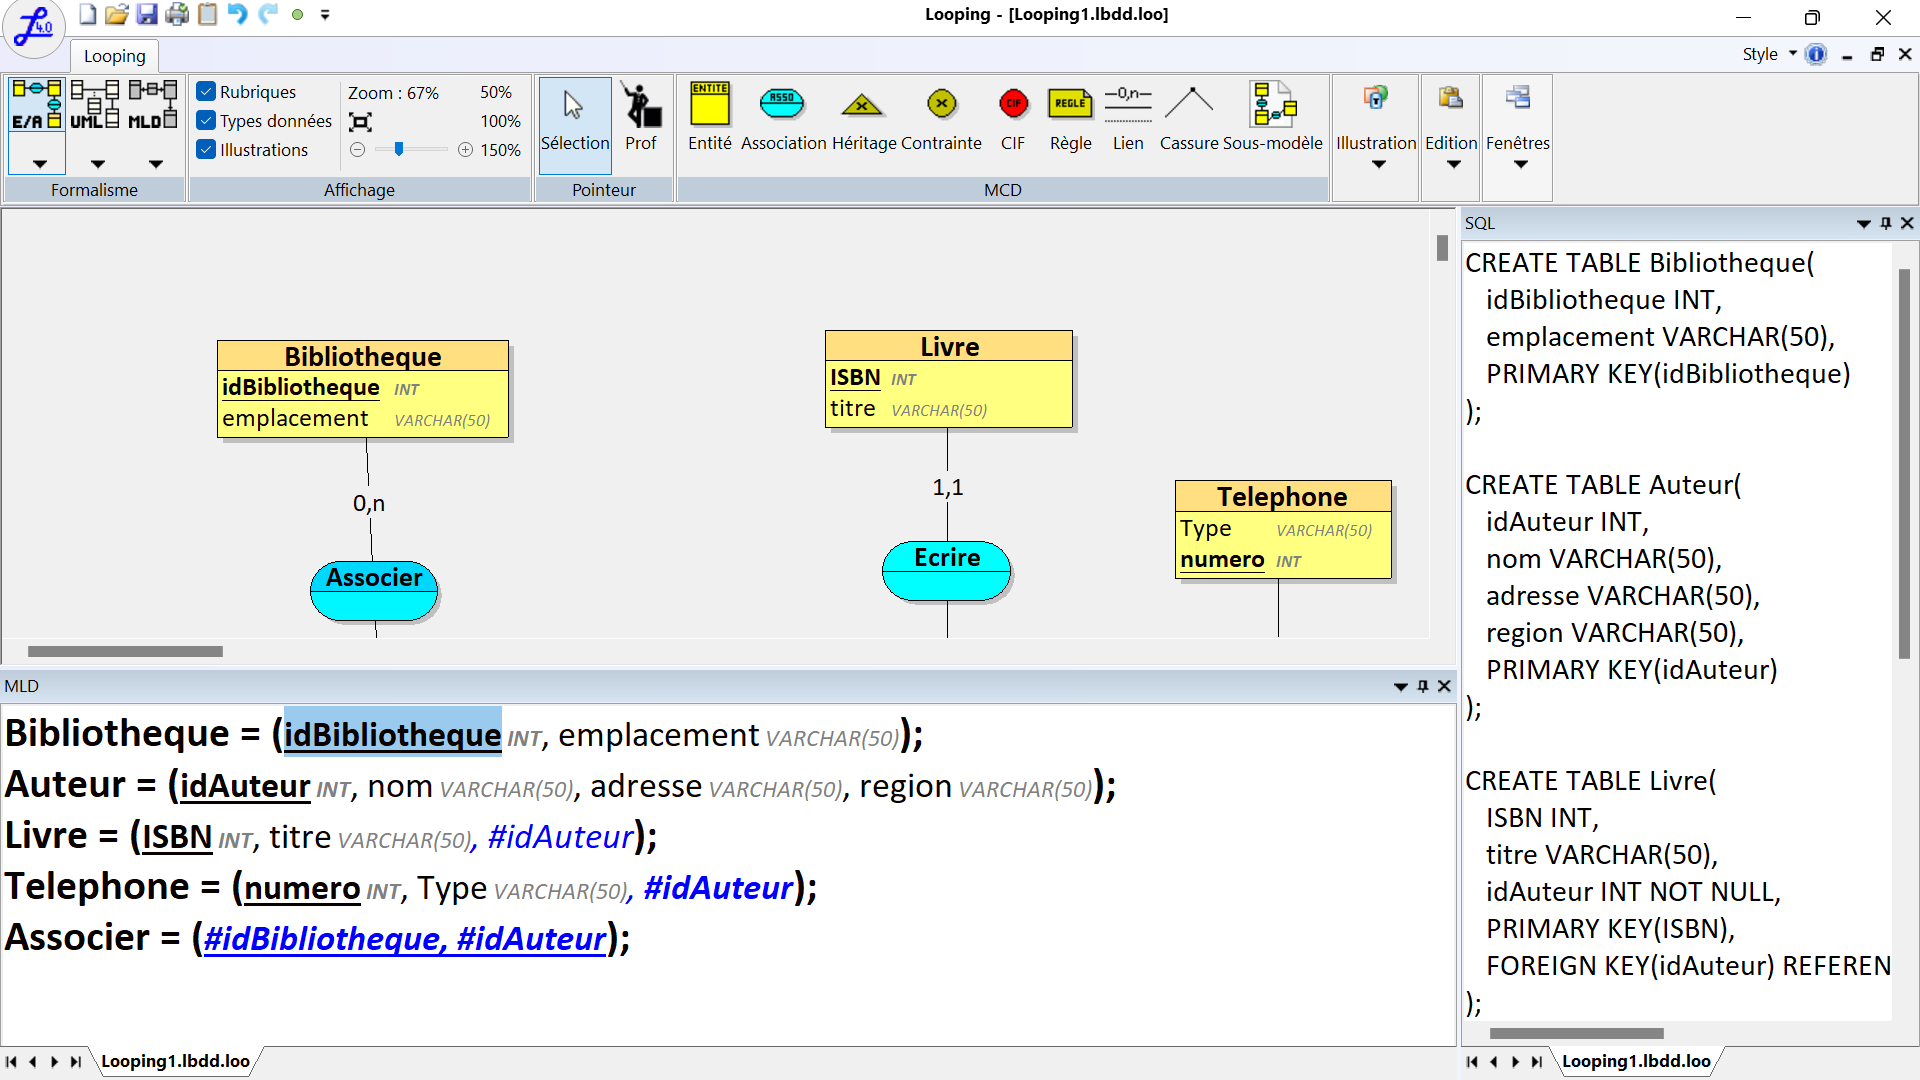 Looping - [Looping1.lbdd.loo]
4.0
Looping
Style
E/A UML MLD
Formalisme
Rubriques
Types données
Illustrations
Zoom : 67%
50%
100%
150%
Affichage
Sélection Prof
Pointeur
ENTITE
ASSO
CIF
REGLE
0,n
Entité Association Héritage Contrainte CIF Règle Lien Cassure Sous-modèle
MCD
Illustration Edition Fenêtres
Bibliotheque
idBibliotheque INT
emplacement VARCHAR(50)
0,n
Associer
Livre
ISBN INT
titre VARCHAR(50)
1,1
Ecrire
Telephone
Type VARCHAR(50)
numero INT
MLD
Bibliotheque = (idBibliotheque INT, emplacement VARCHAR(50));
Auteur = (idAuteur INT, nom VARCHAR(50), adresse VARCHAR(50), region VARCHAR(50));
Livre = (ISBN INT, titre VARCHAR(50), #idAuteur);
Telephone = (numero INT, Type VARCHAR(50), #idAuteur);
Associer = (#idBibliotheque, #idAuteur);
Looping1.lbdd.loo
SQL
CREATE TABLE Bibliotheque(
idBibliotheque INT,
emplacement VARCHAR(50),
PRIMARY KEY(idBibliotheque)
);
CREATE TABLE Auteur(
idAuteur INT,
nom VARCHAR(50),
adresse VARCHAR(50),
region VARCHAR(50),
PRIMARY KEY(idAuteur)
);
CREATE TABLE Livre(
ISBN INT,
titre VARCHAR(50),
idAuteur INT NOT NULL,
PRIMARY KEY(ISBN),
FOREIGN KEY(idAuteur) REFEREN
);
Looping1.lbdd.loo